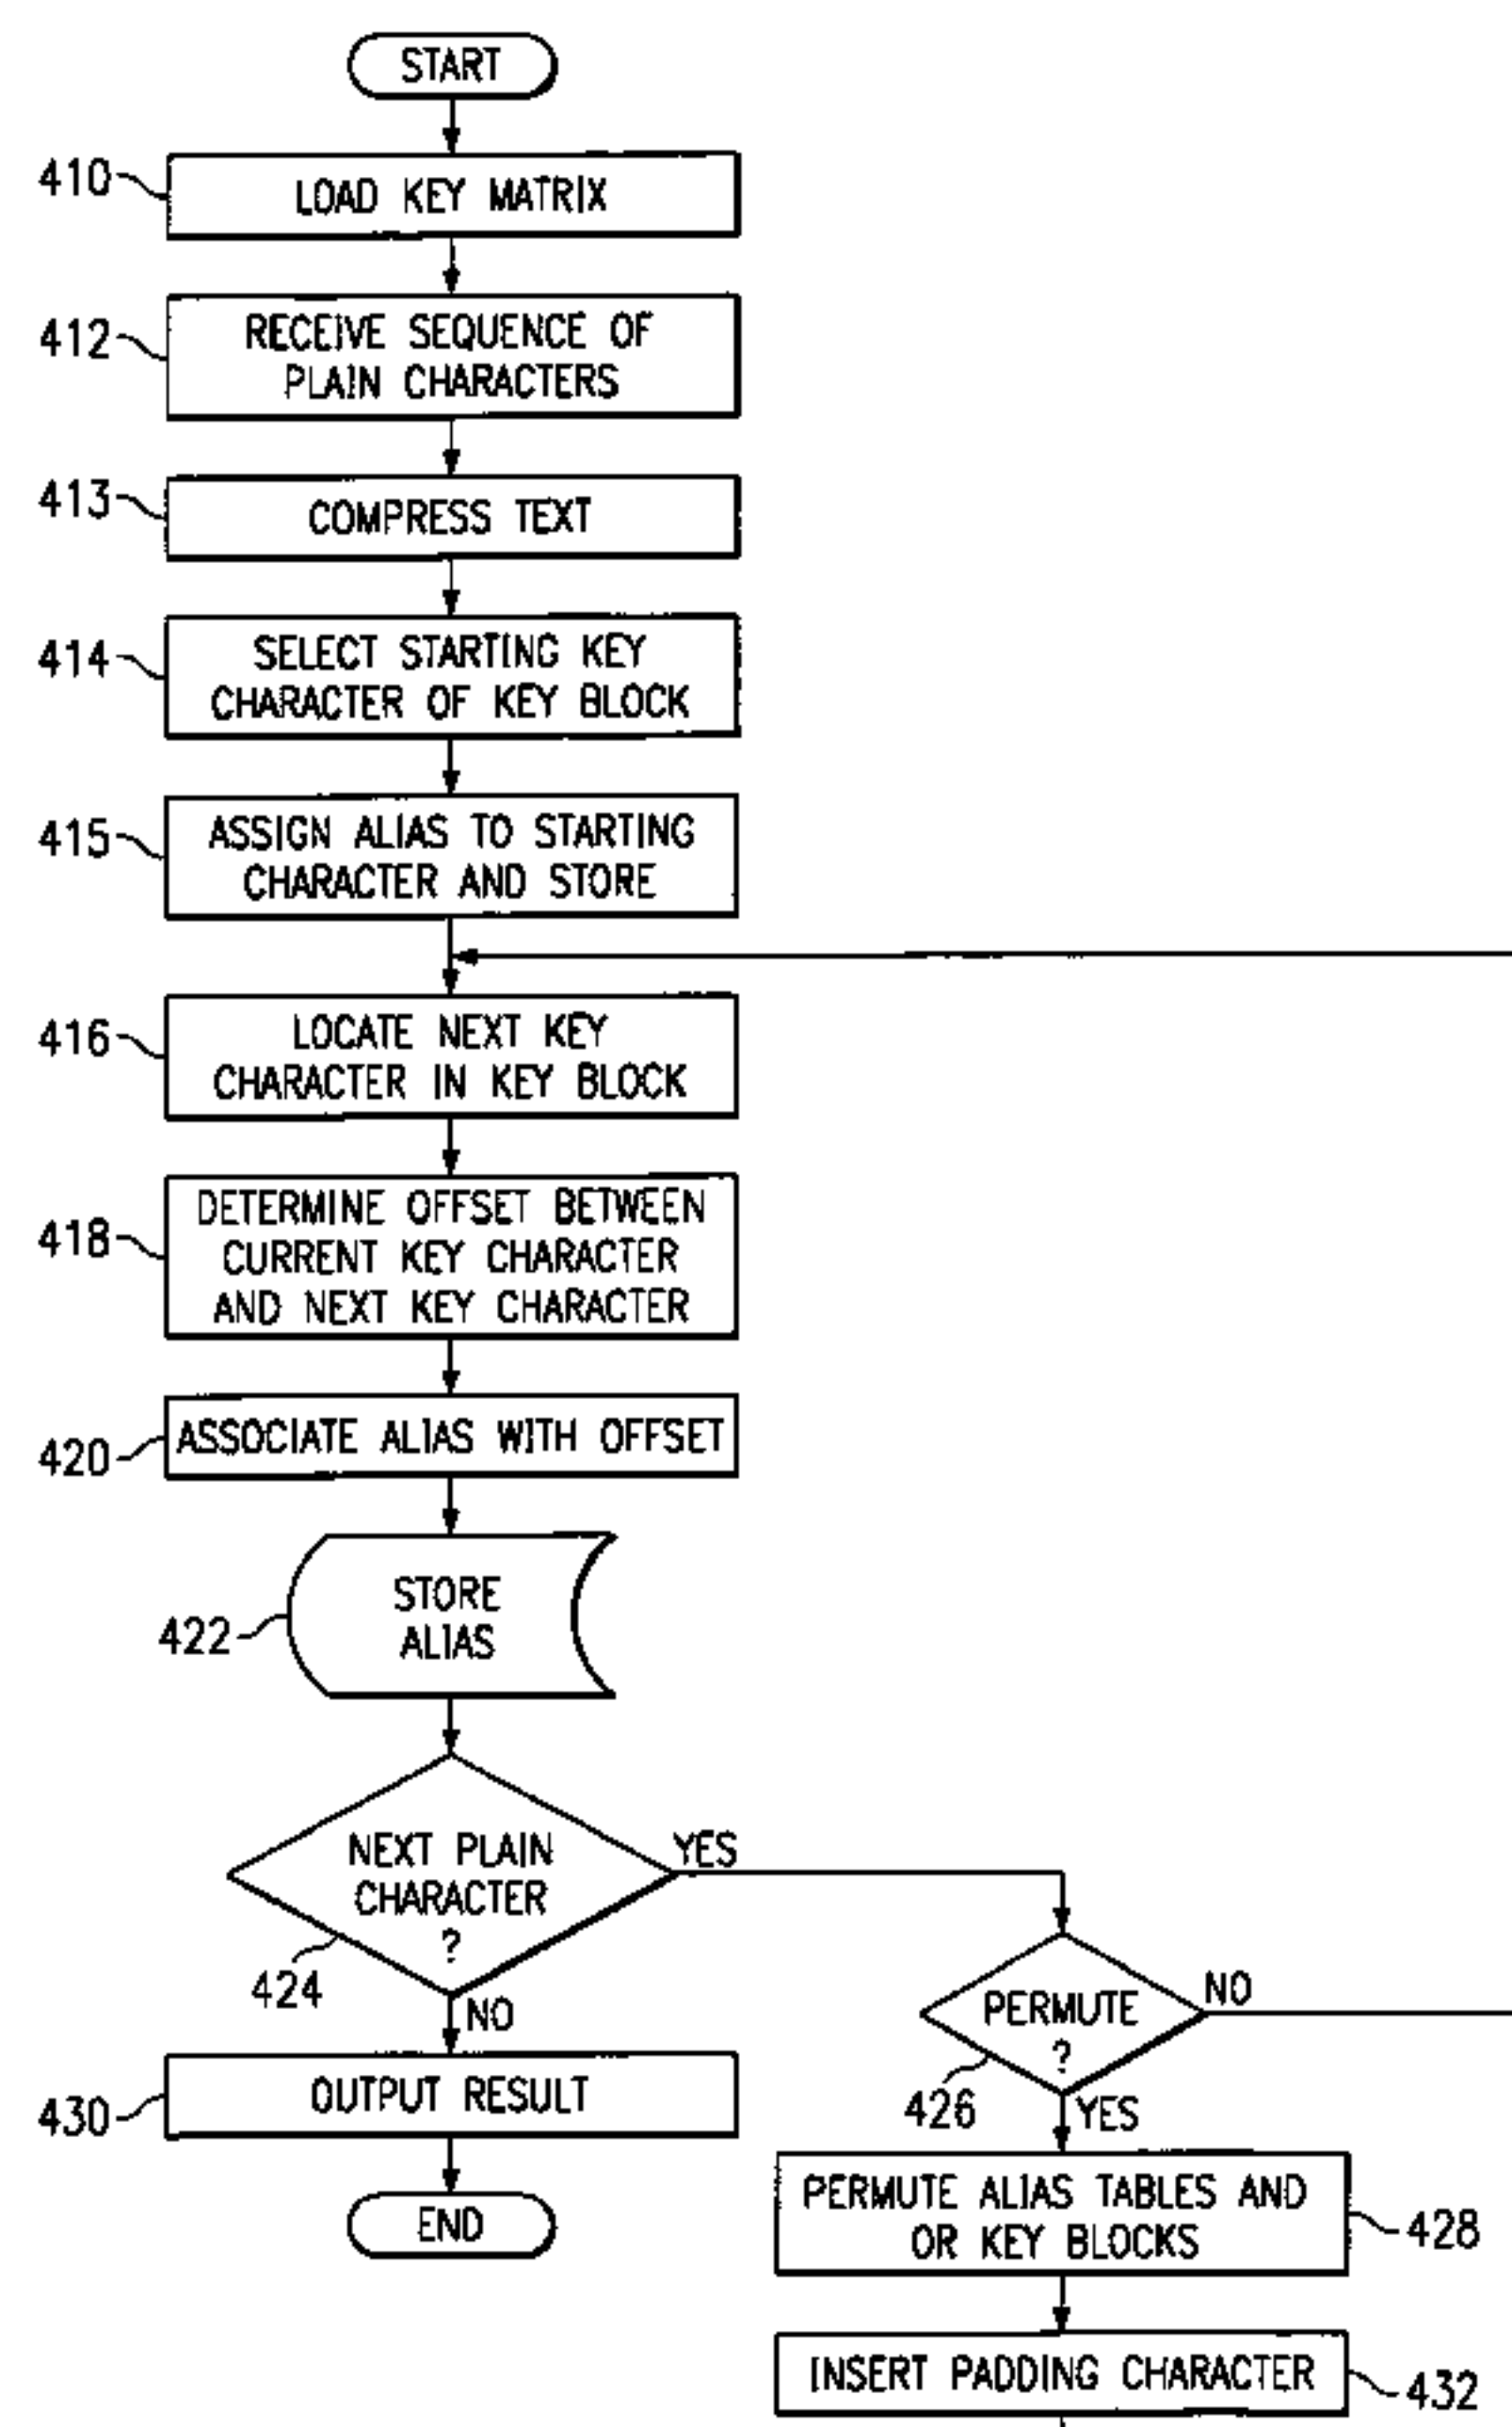 START
410
LOAD KEY MATRIX
412
RECEIVE SEQUENCE OF
PLAIN CHARACTERS
413
COMPRESS TEXT
414
SELECT STARTING KEY
CHARACTER OF KEY BLOCK
415
ASSIGN ALIAS TO STARTING
CHARACTER AND STORE
416
LOCATE NEXT KEY
CHARACTER IN KEY BLOCK
418
DETERMINE OFFSET BETWEEN
CURRENT KEY CHARACTER
AND NEXT KEY CHARACTER
420
ASSOCIATE ALIAS WITH OFFSET
422
STORE
ALIAS
NEXT PLAIN
CHARACTER
?
YES
424
NO
PERMUTE
?
NO
426
YES
430
OUTPUT RESULT
END
PERMUTE ALIAS TABLES AND
OR KEY BLOCKS
428
INSERT PADDING CHARACTER
432